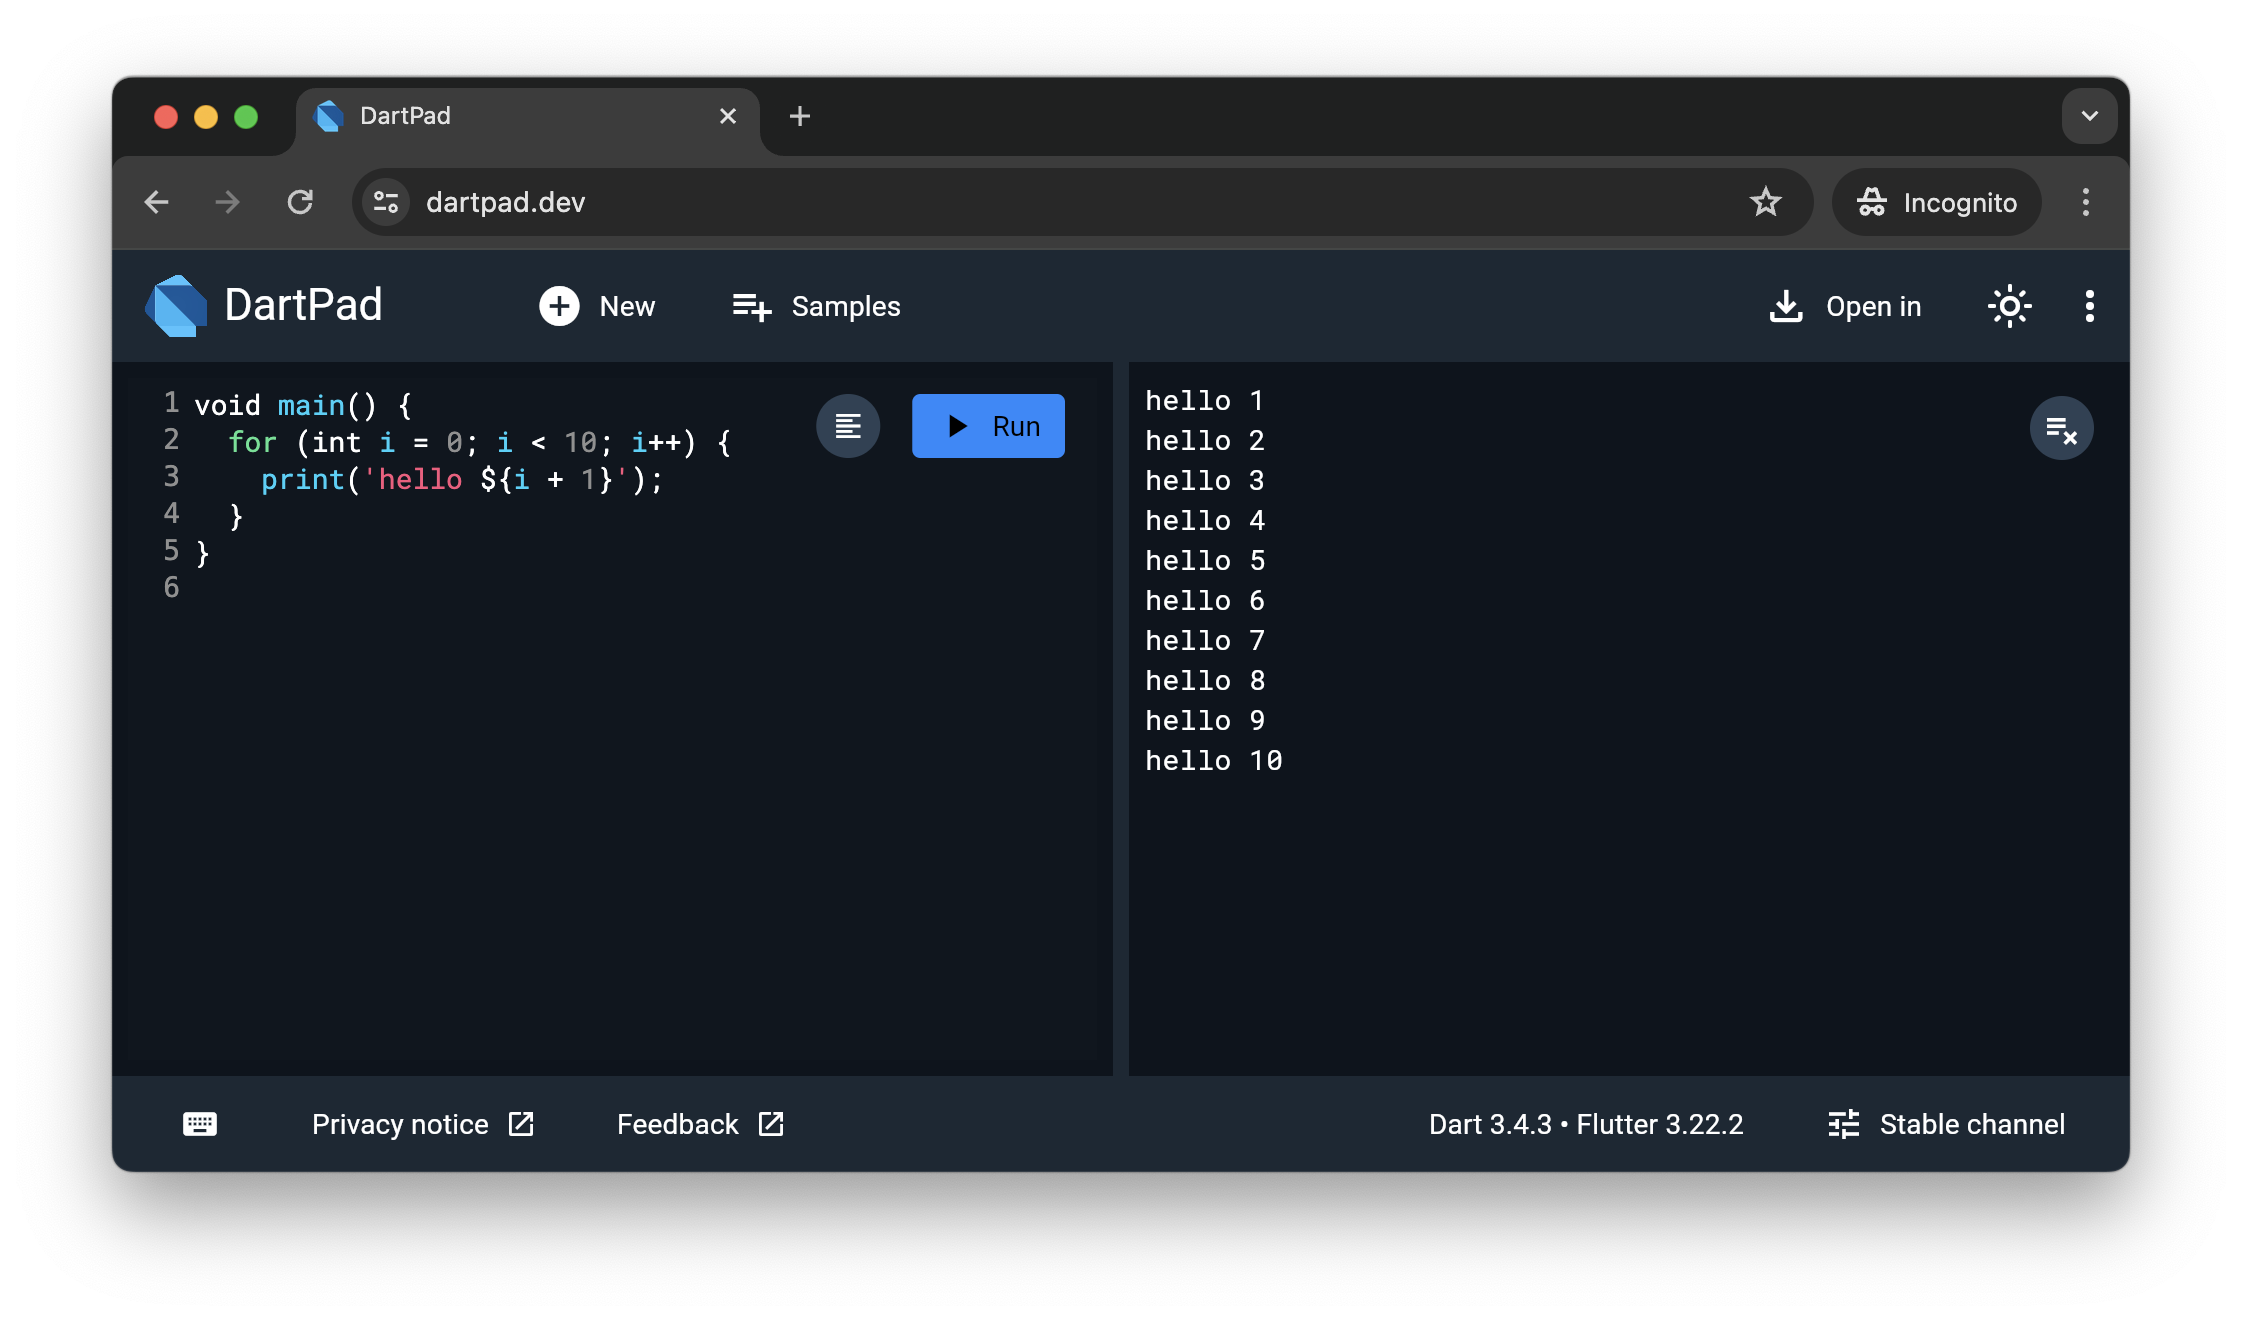 DartPad
dartpad.dev
Incognito
DartPad
New
Samples
Open in
1 void main() {
2   for (int i = 0; i < 10; i++) {
3     print('hello ${i + 1}');
4   }
5 }
6
Run
hello 1
hello 2
hello 3
hello 4
hello 5
hello 6
hello 7
hello 8
hello 9
hello 10
Privacy notice
Feedback
Dart 3.4.3 • Flutter 3.22.2
Stable channel